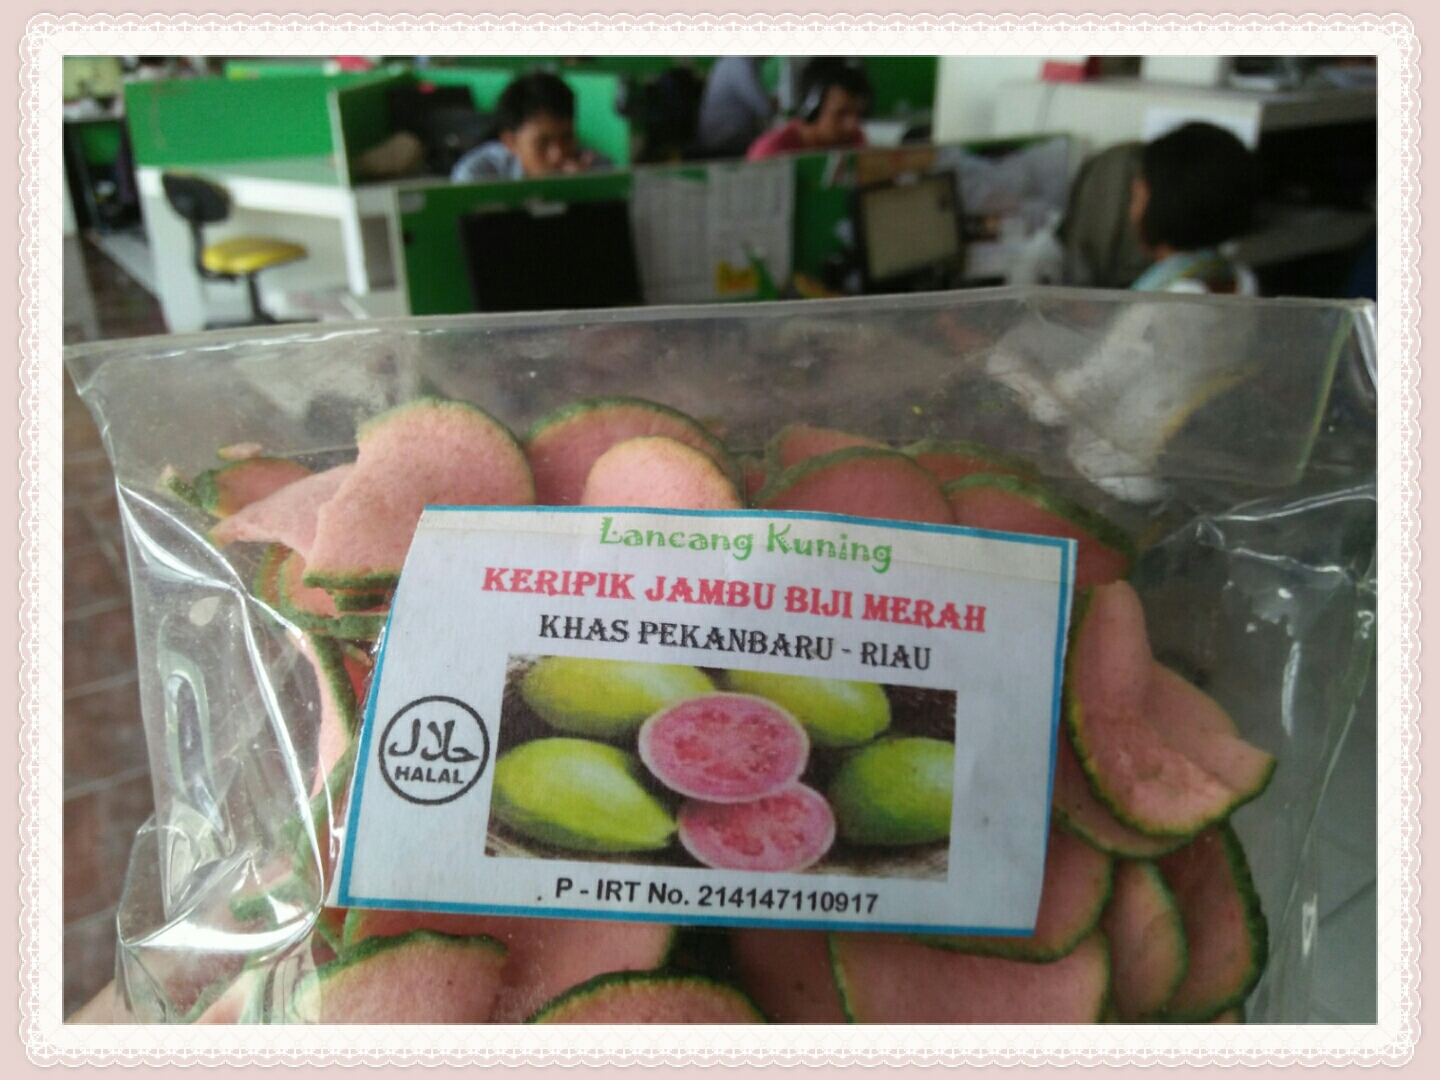 Lancang Kuning
KERIPIK JAMBU BIJI MERAH
KHAS PEKANBARU - RIAU
حلال
HALAL
P - IRT No. 214147110917